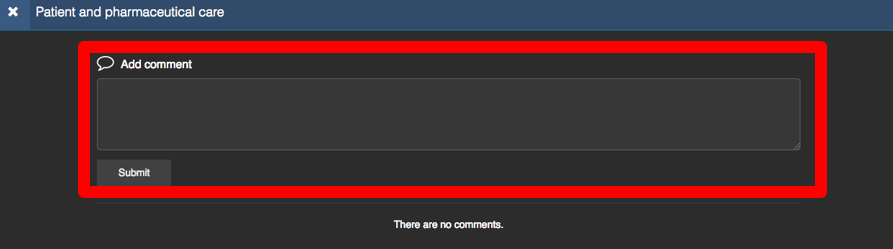 Patient and pharmaceutical care
Add comment
Submit
There are no comments.